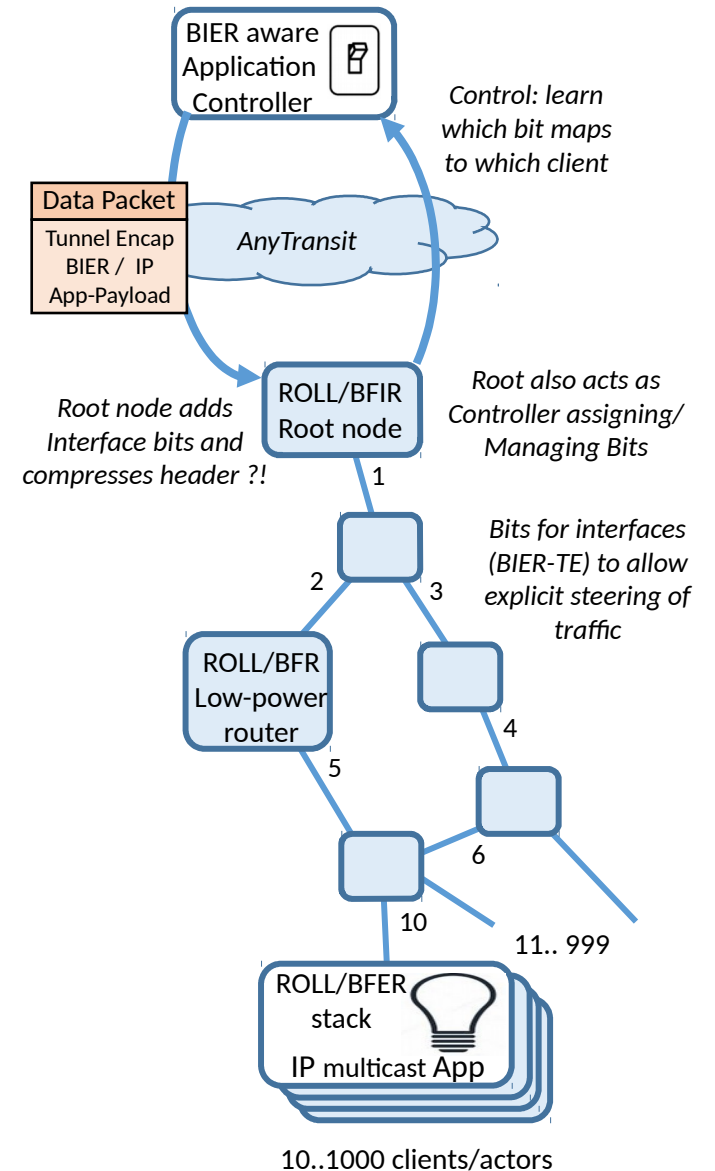 BIER aware
Application
Controller
Control: learn
which bit maps
to which client
Data Packet
Tunnel Encap
BIER / IP
App-Payload
AnyTransit
ROLL/BFIR
Root node
Root node adds
Interface bits and
compresses header ?!
Root also acts as
Controller assigning/
Managing Bits
1
Bits for interfaces
(BIER-TE) to allow
explicit steering of
traffic
2
3
ROLL/BFR
Low-power
router
4
5
6
10
11.. 999
ROLL/BFER
stack
IP multicast App
10..1000 clients/actors